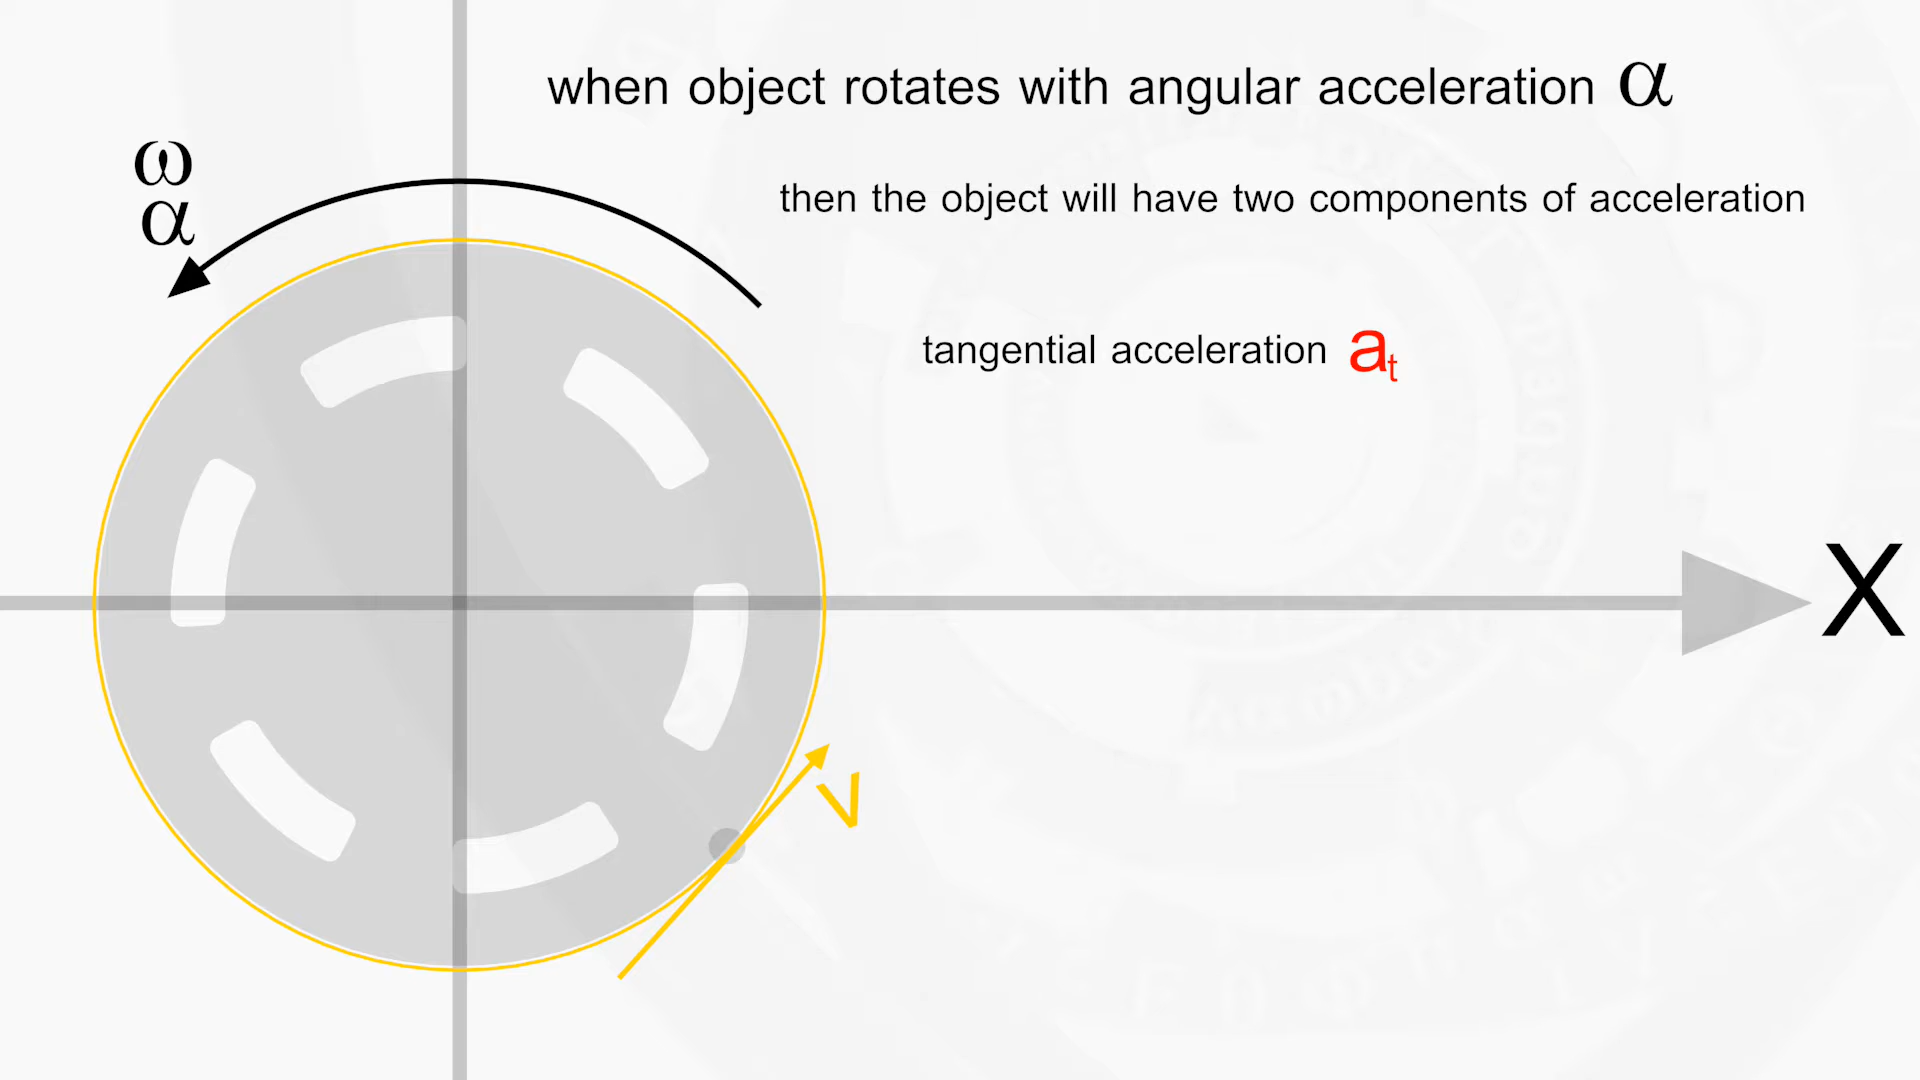 when object rotates with angular acceleration α
ω
α
then the object will have two components of acceleration
tangential acceleration aₜ
X
V